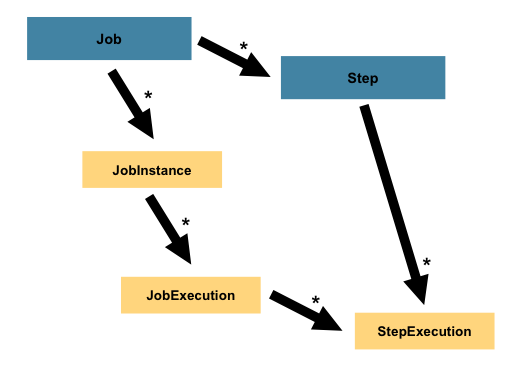 Job
*
Step
*
JobInstance
*
JobExecution
*
*
StepExecution